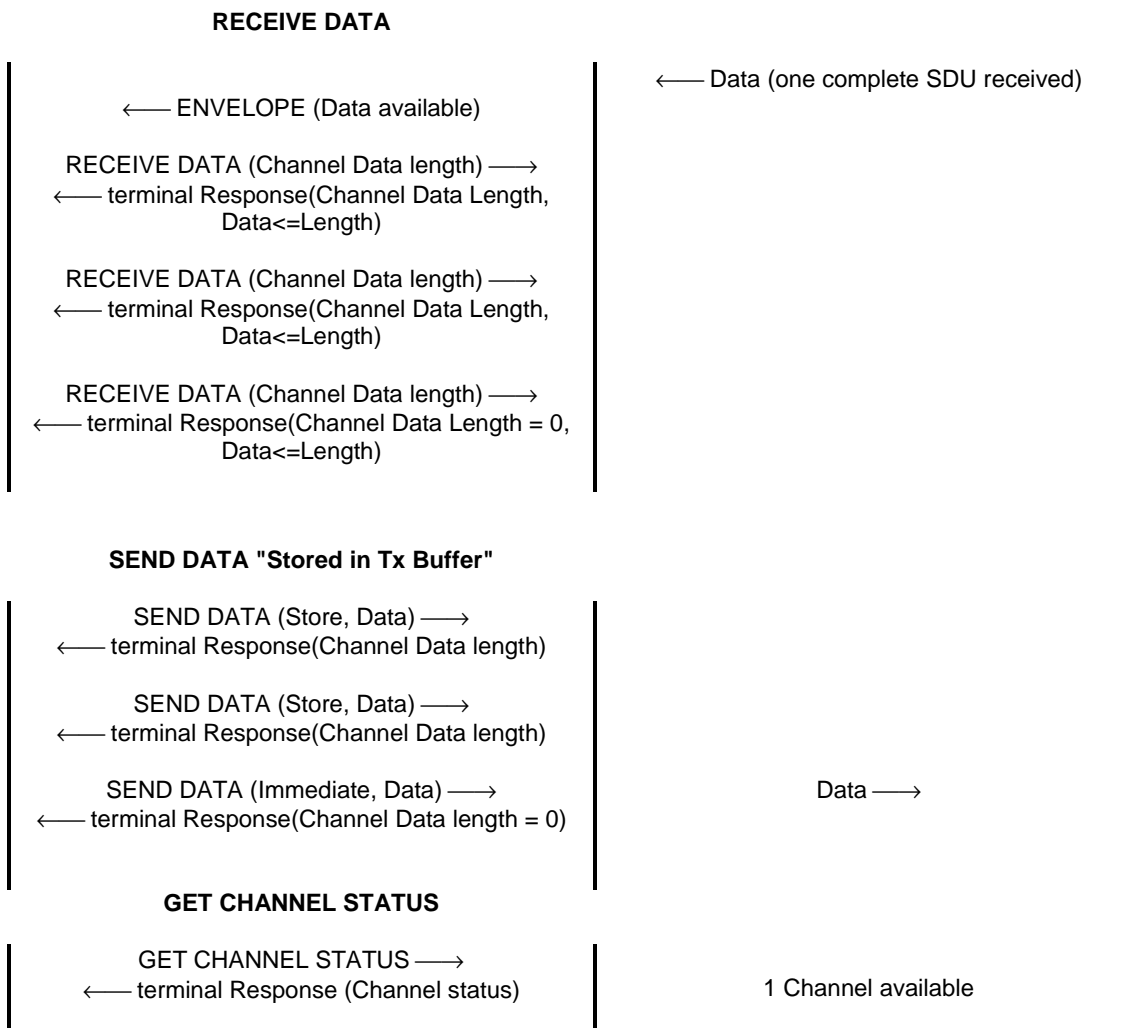 RECEIVE DATA
←── Data (one complete SDU received)
←── ENVELOPE (Data available)
RECEIVE DATA (Channel Data length) ──→
←── terminal Response(Channel Data Length,
Data<=Length)
RECEIVE DATA (Channel Data length) ──→
←── terminal Response(Channel Data Length,
Data<=Length)
RECEIVE DATA (Channel Data length) ──→
←── terminal Response(Channel Data Length = 0,
Data<=Length)
SEND DATA "Stored in Tx Buffer"
SEND DATA (Store, Data) ──→
←── terminal Response(Channel Data length)
SEND DATA (Store, Data) ──→
←── terminal Response(Channel Data length)
SEND DATA (Immediate, Data) ──→
Data ──→
←── terminal Response(Channel Data length = 0)
GET CHANNEL STATUS
GET CHANNEL STATUS ──→
←── terminal Response (Channel status)
1 Channel available